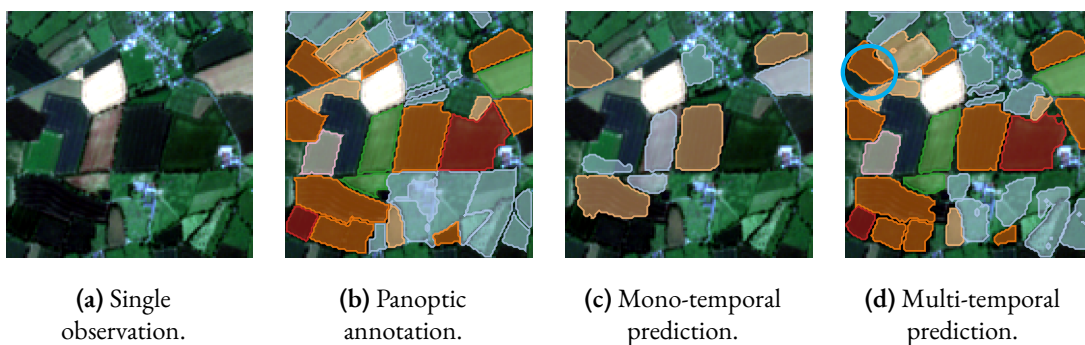 (a) Single
observation.
(b) Panoptic
annotation.
(c) Mono-temporal
prediction.
(d) Multi-temporal
prediction.